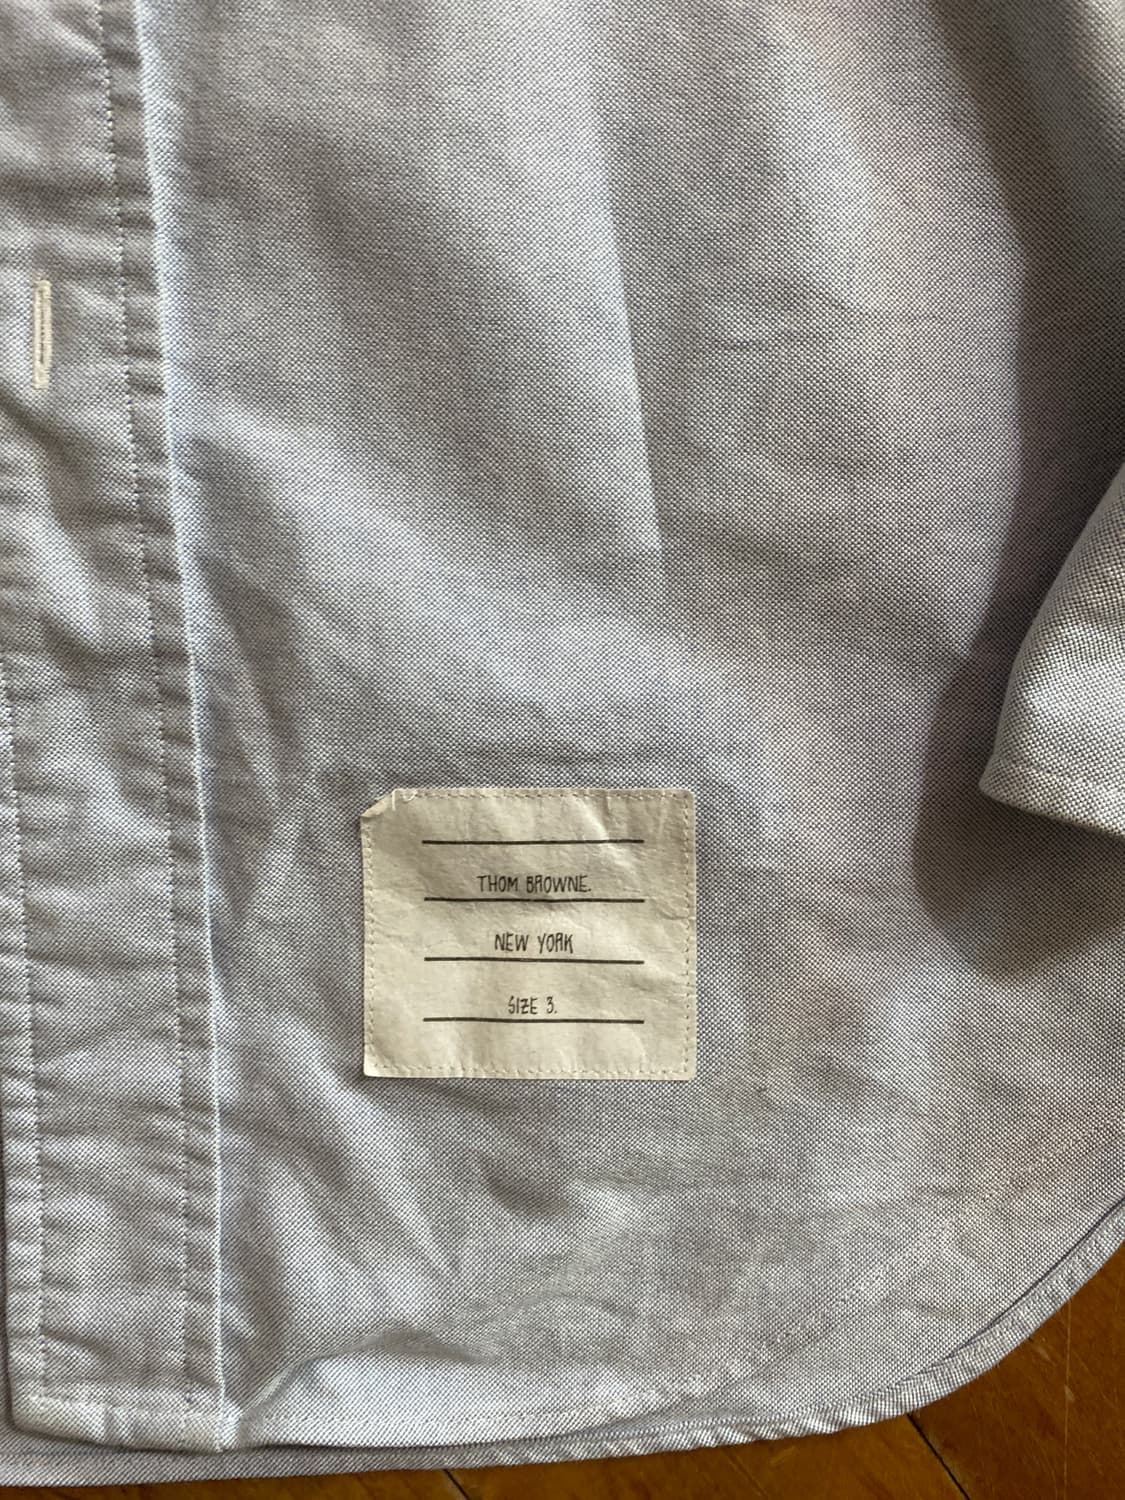 THOM BROWNE.
NEW YORK
SIZE 3.